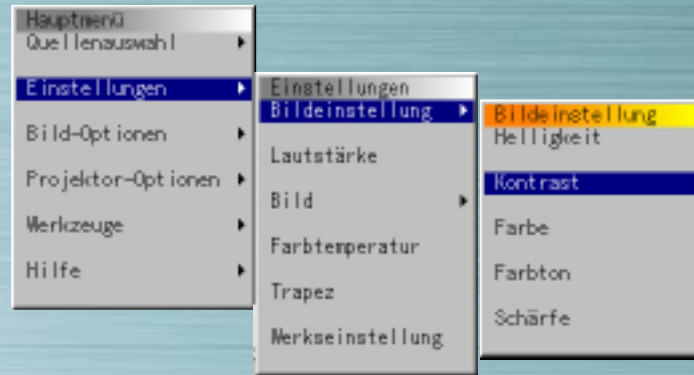 Hauptmenü
Quellenauswahl
Einstellungen
Bild-Optionen
Projektor-Optionen
Werkzeuge
Hilfe
Einstellungen
Bildeinstellung
Lautstärke
Bild
Farbtemperatur
Trapez
Werkseinstellung
Bildeinstellung
Helligkeit
Kontrast
Farbe
Farbton
Schärfe